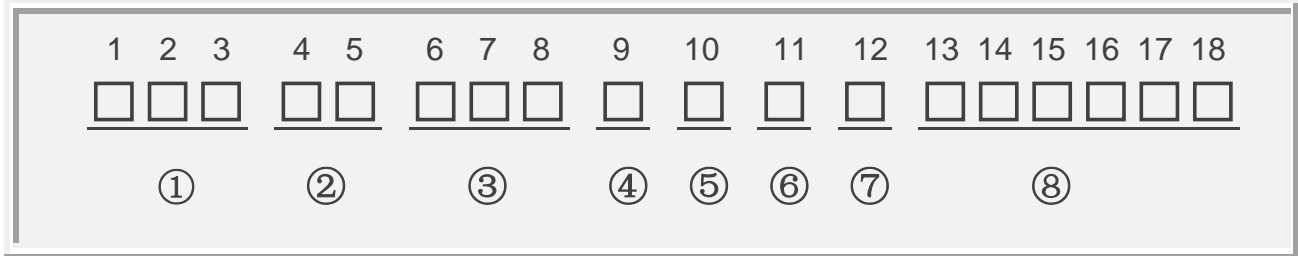 1 2 3 4 5 6 7 8 9 10 11 12 13 14 15 16 17 18
□□□ □□ □□□ □ □ □ □ □□□□□□
① ② ③ ④ ⑤ ⑥ ⑦ ⑧